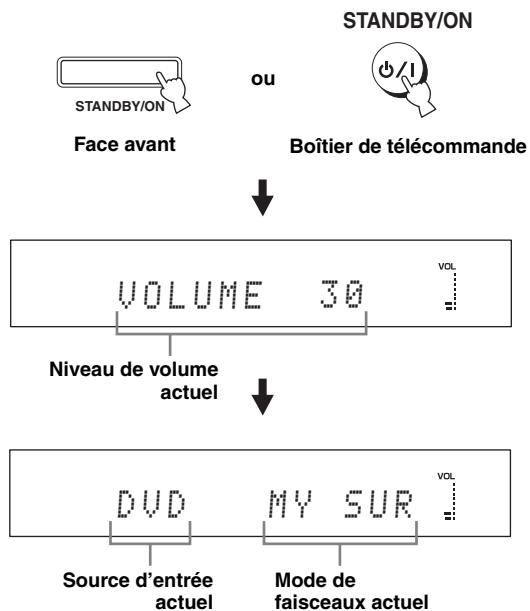 STANDBY/ON
ou
STANDBY/ON
Face avant
Boîtier de télécommande
VOL
VOLUME 30
Niveau de volume
actuel
VOL
DVD MY SUR
Source d'entrée
actuel
Mode de
faisceaux actuel